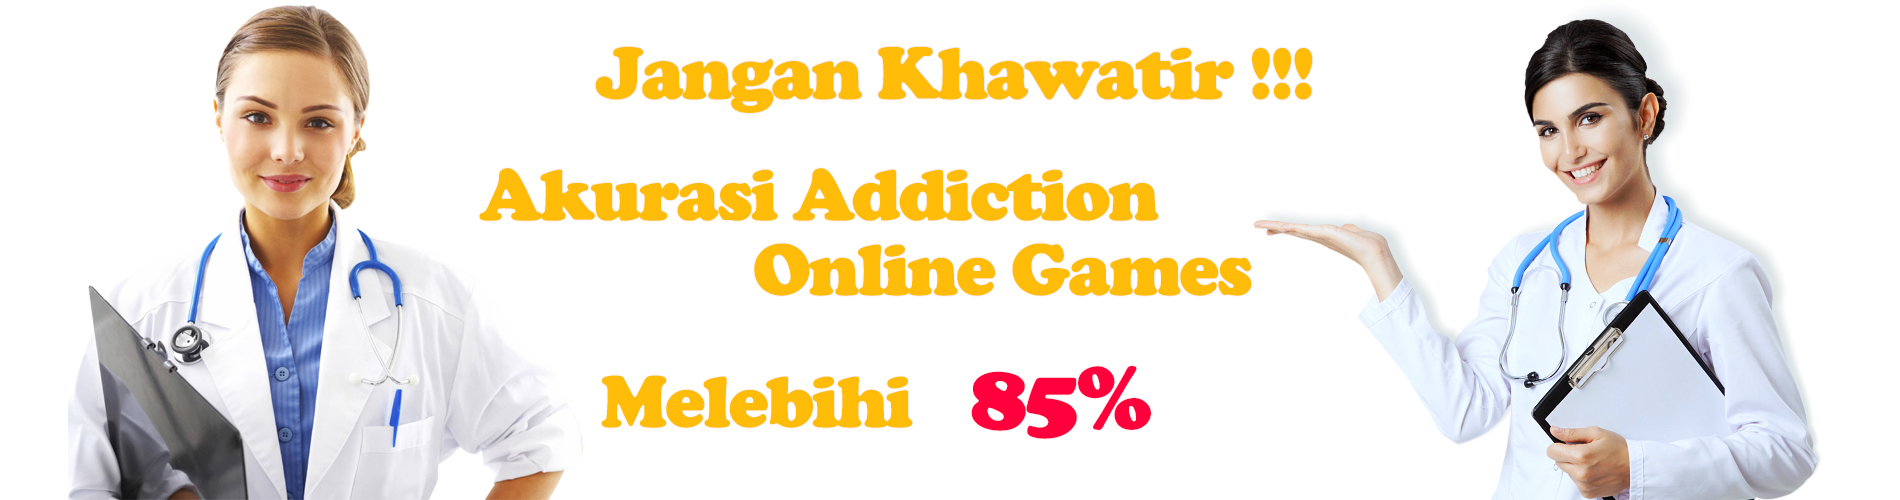 Jangan Khawatir !!!
Akurasi Addiction
Online Games
Melebihi 85%